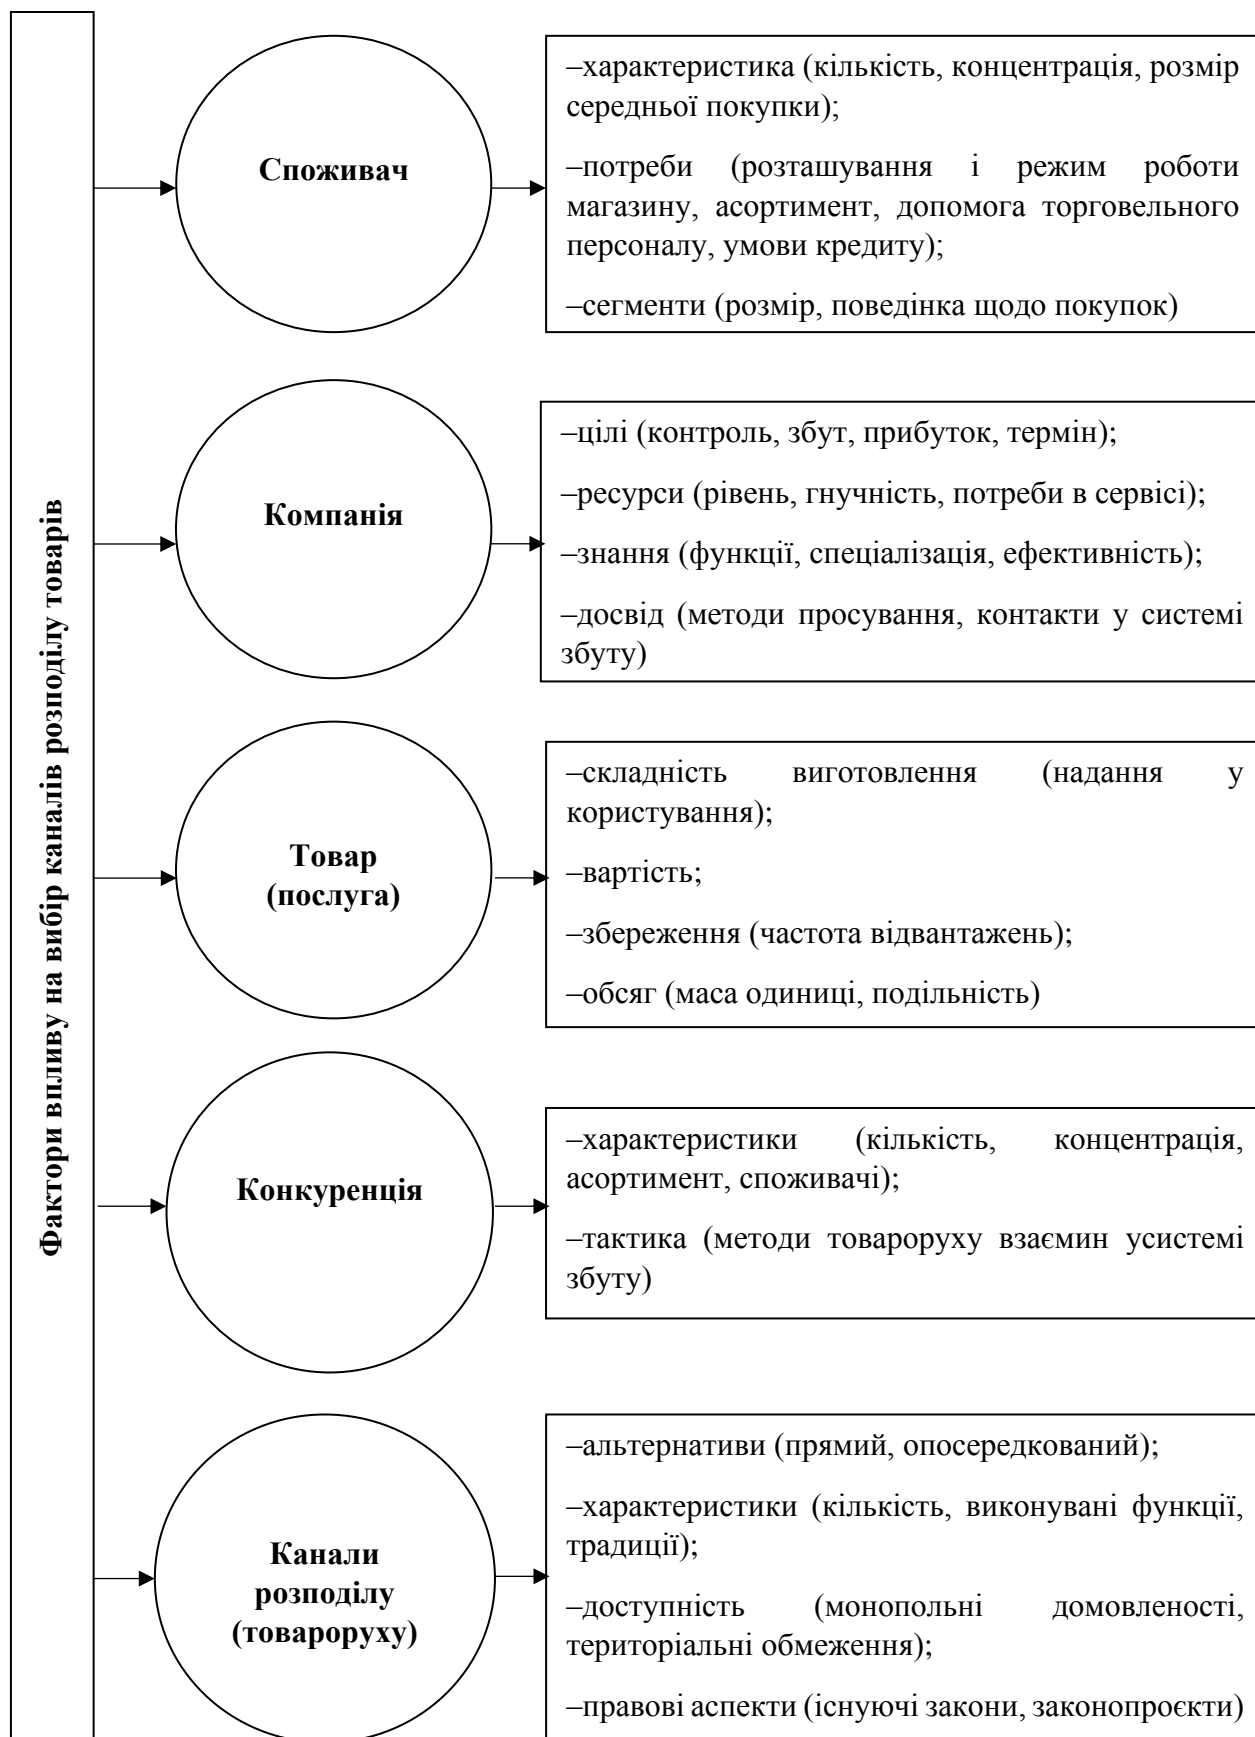 Фактори впливу на вибір каналів розподілу товарів
Споживач
–характеристика (кількість, концентрація, розмір
середньої покупки);
–потреби (розташування і режим роботи
магазину, асортимент, допомога торговельного
персоналу, умови кредиту);
–сегменти (розмір, поведінка щодо покупок)
Компанія
–цілі (контроль, збут, прибуток, термін);
–ресурси (рівень, гнучність, потреби в сервісі);
–знання (функції, спеціалізація, ефективність);
–досвід (методи просування, контакти у системі
збуту)
Товар
(послуга)
–складність виготовлення (надання у
користування);
–вартість;
–збереження (частота відвантажень);
–обсяг (маса одиниці, подільність)
Конкуренція
–характеристики (кількість, концентрація,
асортимент, споживачі);
–тактика (методи товароруху взаємин усистемі
збуту)
Канали
розподілу
(товароруху)
–альтернативи (прямий, опосередкований);
–характеристики (кількість, виконувані функції,
традиції);
–доступність (монопольні домовленості,
територіальні обмеження);
–правові аспекти (існуючі закони, законопроєкти)